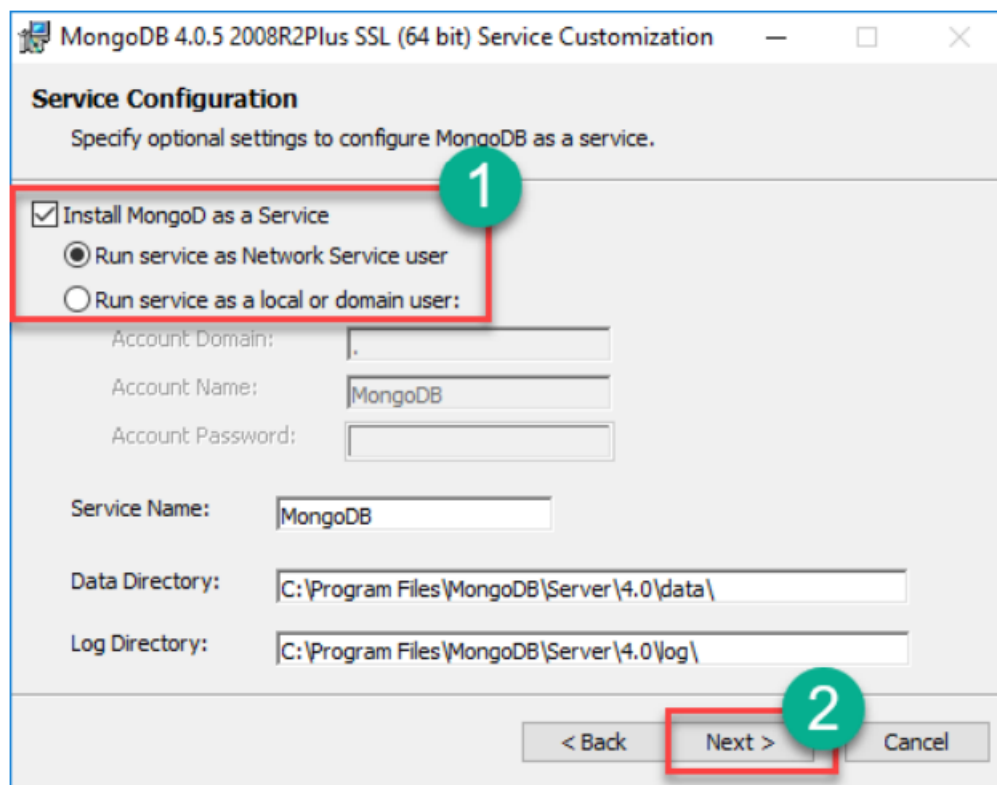 MongoDB 4.0.5 2008R2Plus SSL (64 bit) Service Customization
Service Configuration
Specify optional settings to configure MongoDB as a service.
1
Install MongoD as a Service
Run service as Network Service user
Run service as a local or domain user:
Account Domain: .
Account Name: MongoDB
Account Password:
Service Name: MongoDB
Data Directory: C:\Program Files\MongoDB\Server\4.0\data\
Log Directory: C:\Program Files\MongoDB\Server\4.0\log\
2
< Back Next > Cancel